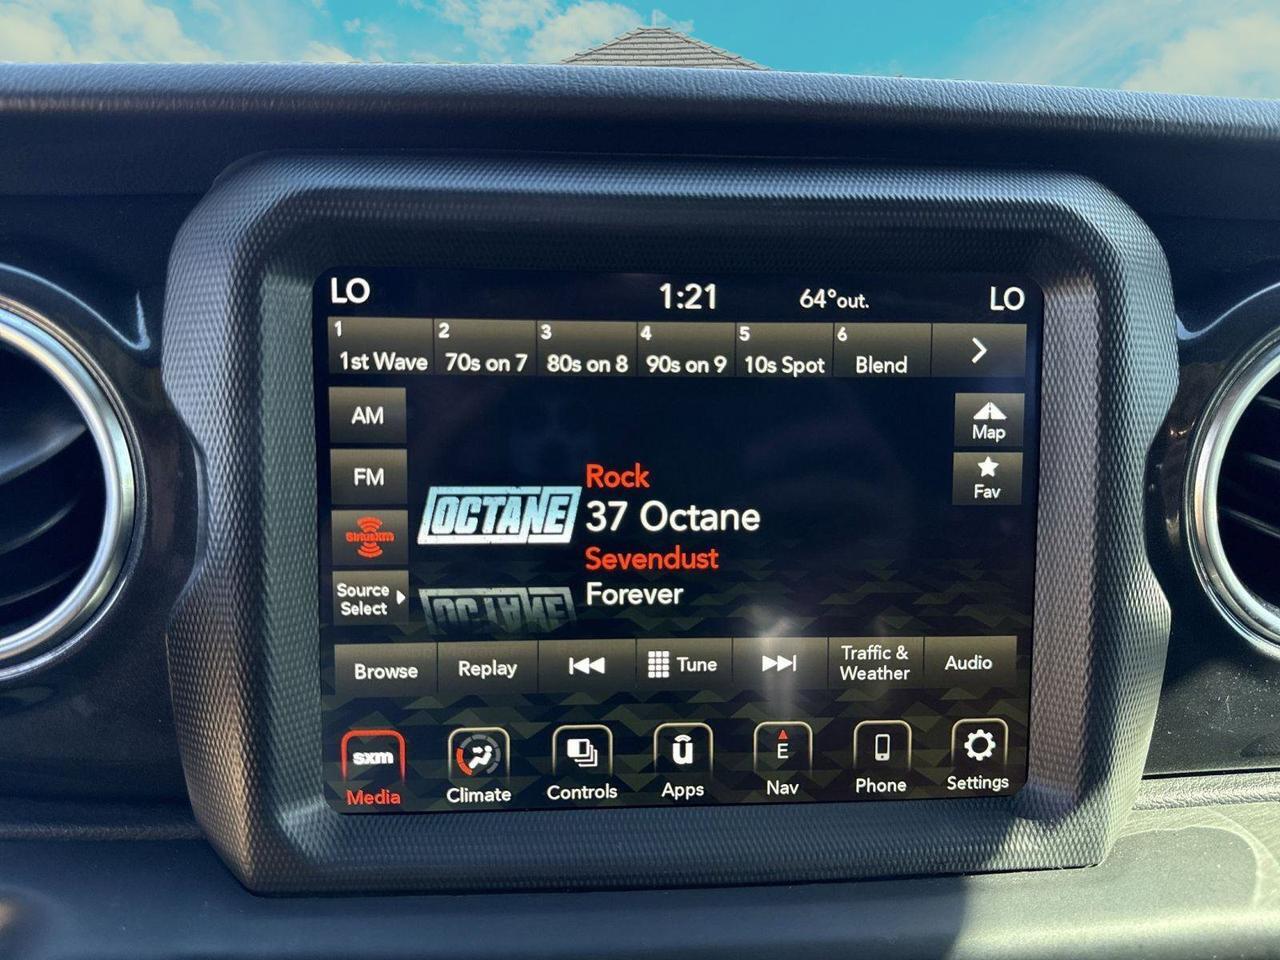 LO
1:21
64°out.
LO
1
1st Wave
2
70s on 7
3
80s on 8
4
90s on 9
5
10s Spot
6
Blend
AM
FM
SiriusXM
Source
Select
OCTANE
Rock
37 Octane
Sevendust
Forever
Map
Fav
Browse
Replay
Tune
Traffic &
Weather
Audio
sxm
Media
Climate
Controls
Apps
E
Nav
Phone
Settings